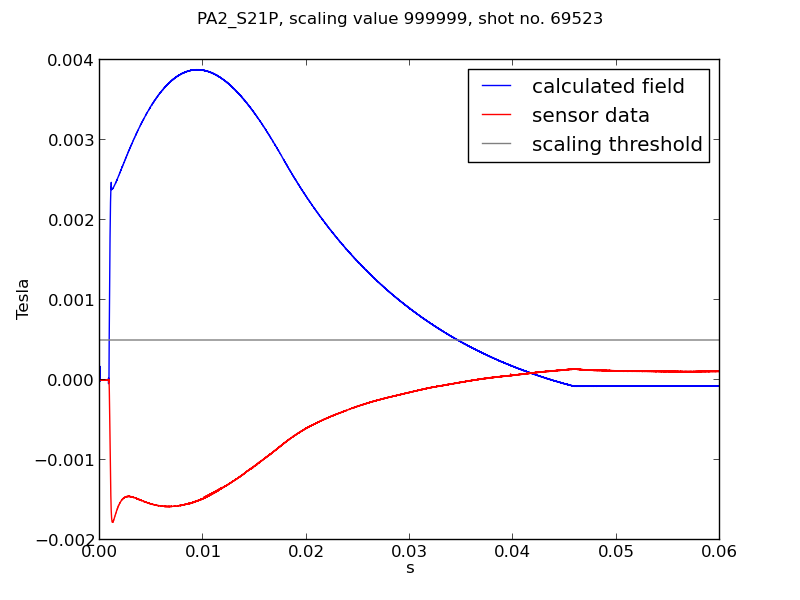 PA2_S21P, scaling value 999999, shot no. 69523
calculated field
sensor data
scaling threshold
Tesla
0.004
0.003
0.002
0.001
0.000
−0.001
−0.002
0.00 0.01 0.02 0.03 0.04 0.05 0.06
s